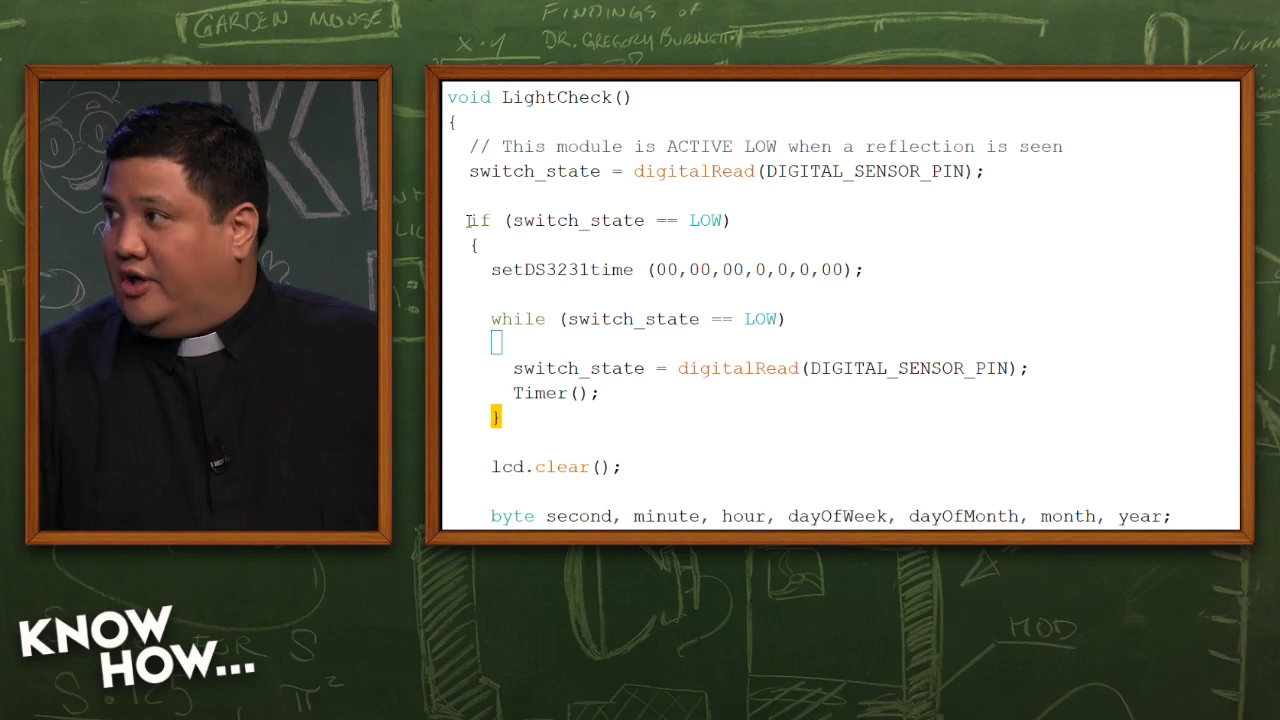 GARDEN MOUSE
FINDINGS OF
DR. GREGORY BURNETT
X·Y
void LightCheck()
{
// This module is ACTIVE LOW when a reflection is seen
switch_state = digitalRead(DIGITAL_SENSOR_PIN);
if (switch_state == LOW)
{
setDS3231time (00,00,00,0,0,0,00);
while (switch_state == LOW)
switch_state = digitalRead(DIGITAL_SENSOR_PIN);
Timer();
}
lcd.clear();
byte second, minute, hour, dayOfWeek, dayOfMonth, month, year;
KNOW
HOW...
MOD
π²